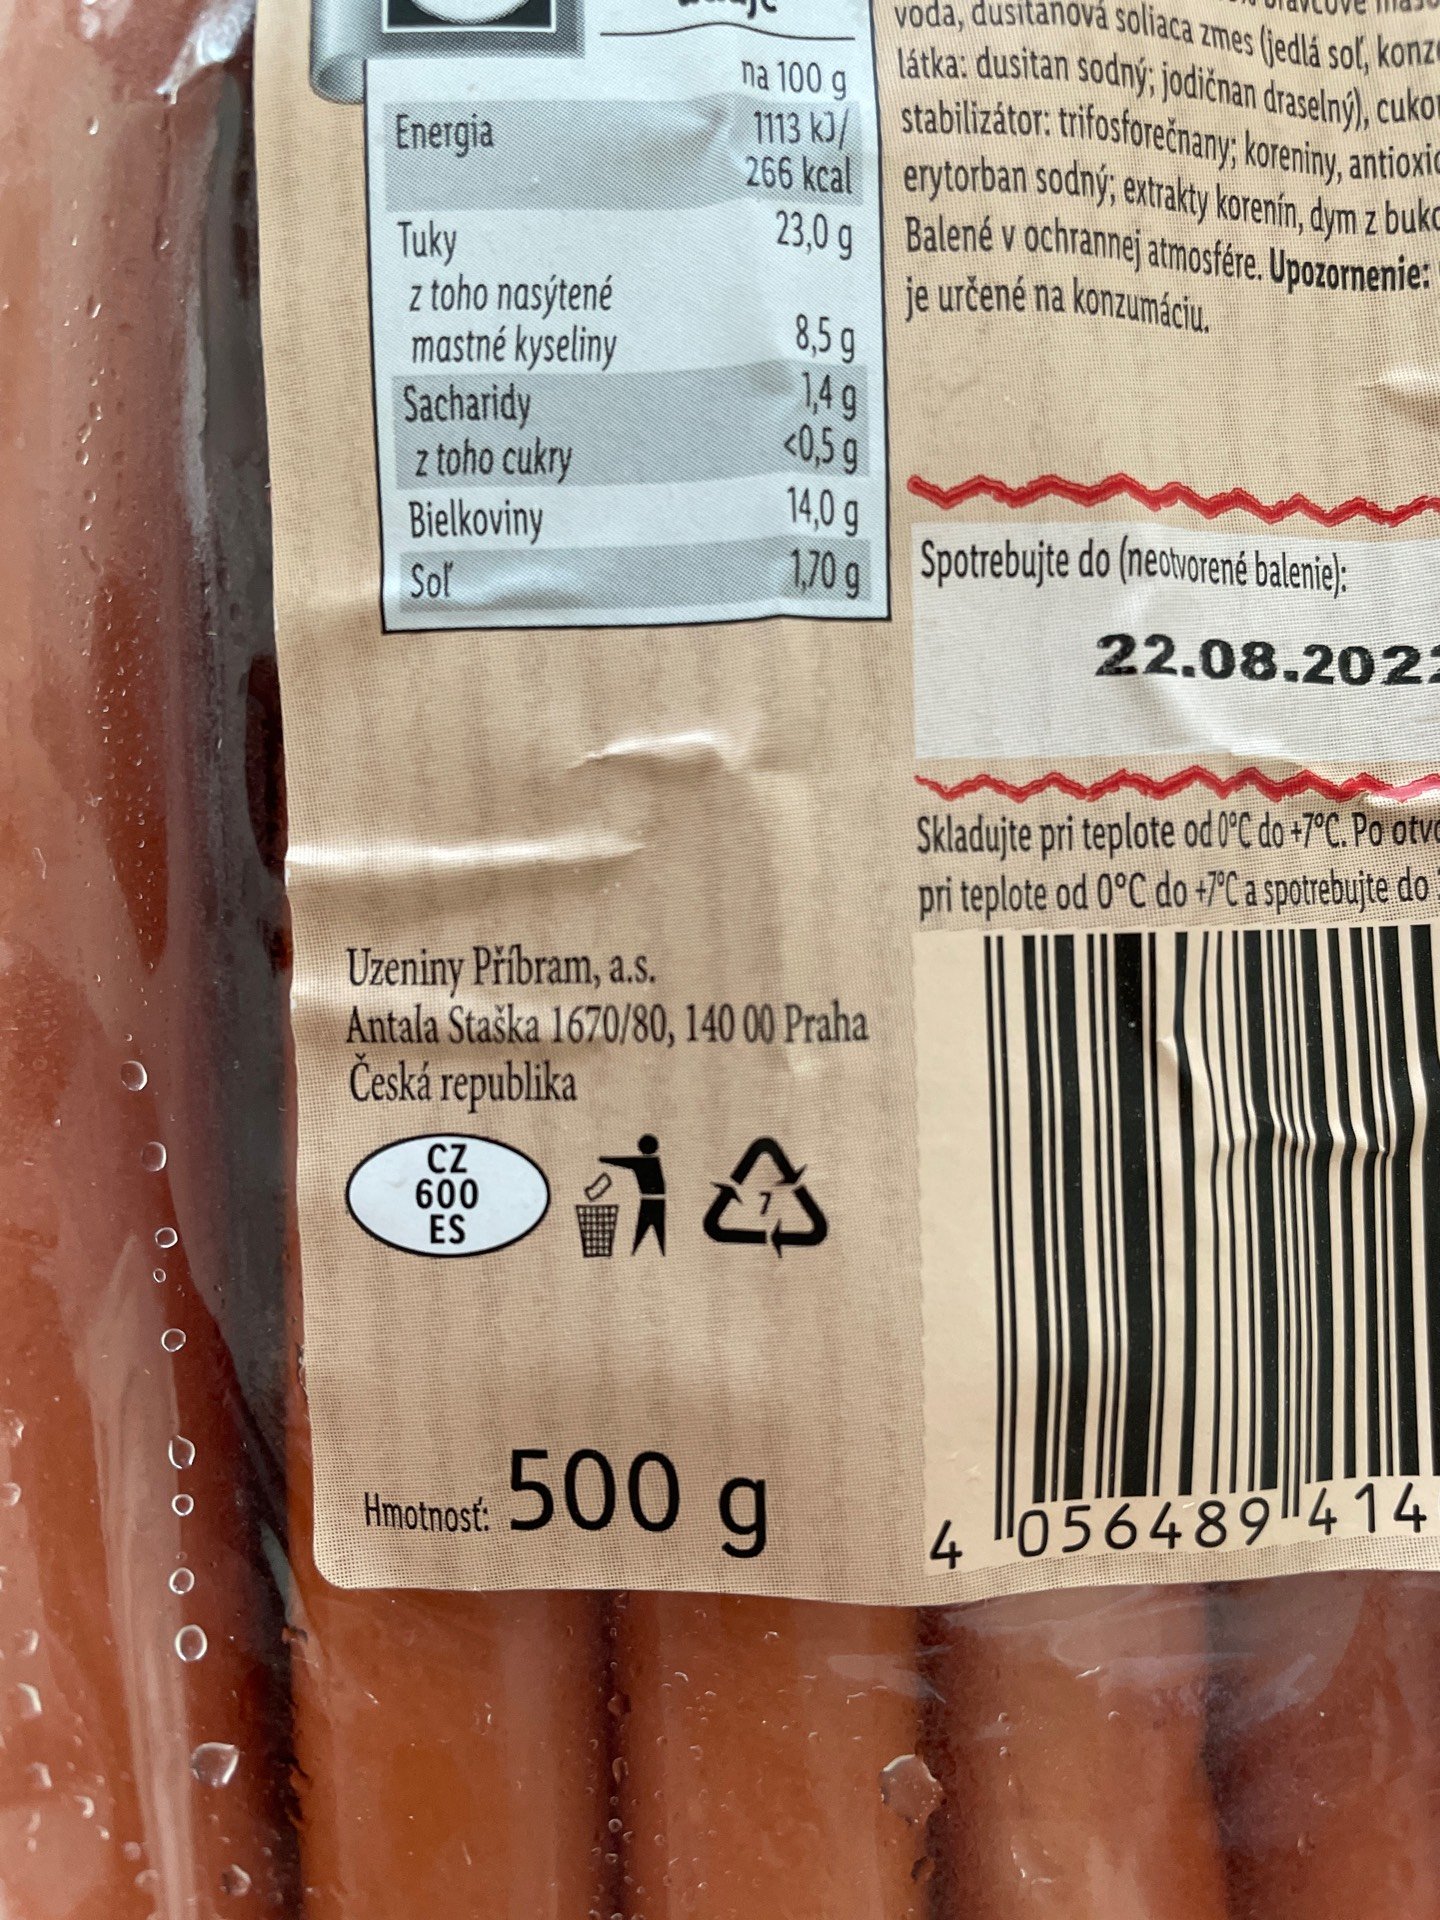 na 100 g
Energia 1113 kJ/
266 kcal
Tuky 23,0 g
z toho nasýtené
mastné kyseliny 8,5 g
Sacharidy 1,4 g
z toho cukry <0,5 g
Bielkoviny 14,0 g
Soľ 1,70 g
voda, dusitanová soliaca zmes (jedlá soľ,
látka: dusitan sodný; jodičnan draselný),
stabilizátor: trifosforečnany; koreniny,
erytorban sodný; extrakty korenín, dym z
Balené v ochrannej atmosfére. Upozornenie:
je určené na konzumáciu.
Spotrebujte do (neotvorené balenie):
22.08.202
Skladujte pri teplote od 0°C do +7°C. Po
pri teplote od 0°C do +7°C a spotrebujte do
Uzeniny Příbram, a.s.
Antala Staška 1670/80, 140 00 Praha
Česká republika
CZ
600
ES
7
Hmotnosť: 500 g
4 056489 414